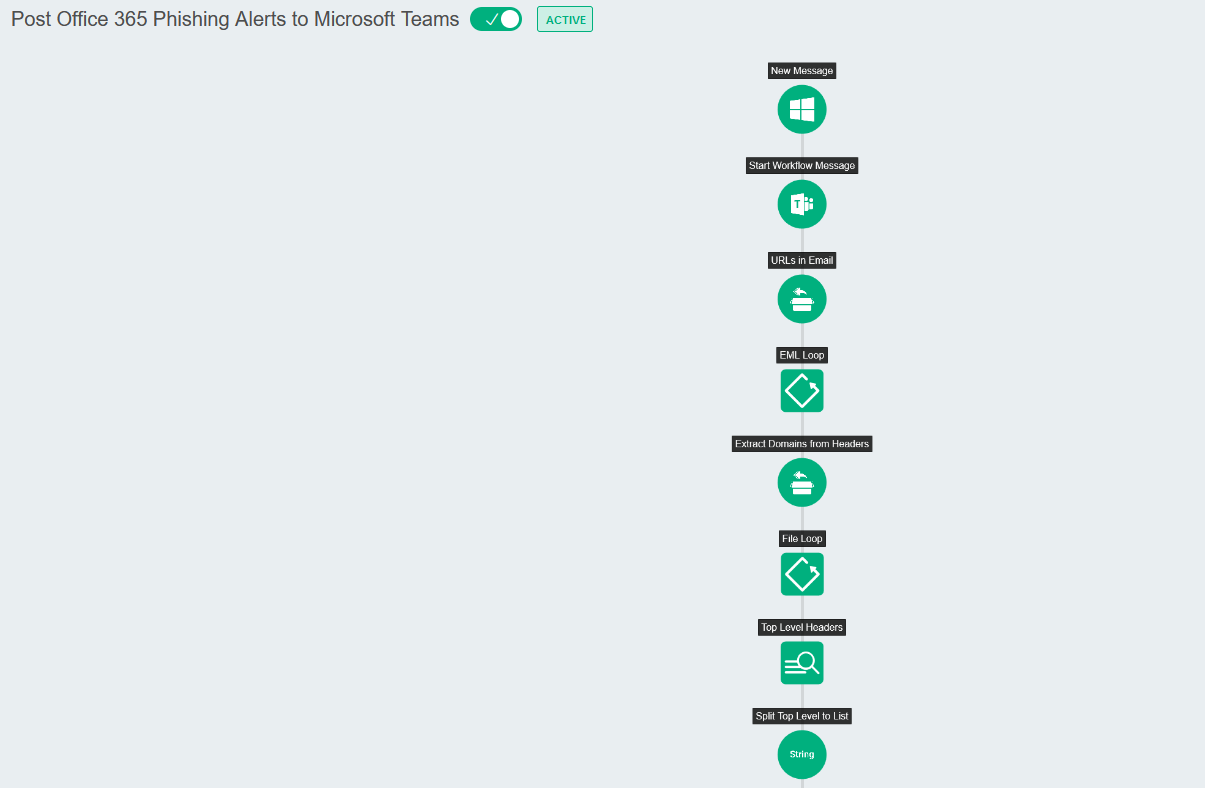 Post Office 365 Phishing Alerts to Microsoft Teams
ACTIVE
New Message
Start Workflow Message
T
URLs in Email
EML Loop
Extract Domains from Headers
File Loop
Top Level Headers
Split Top Level to List
String